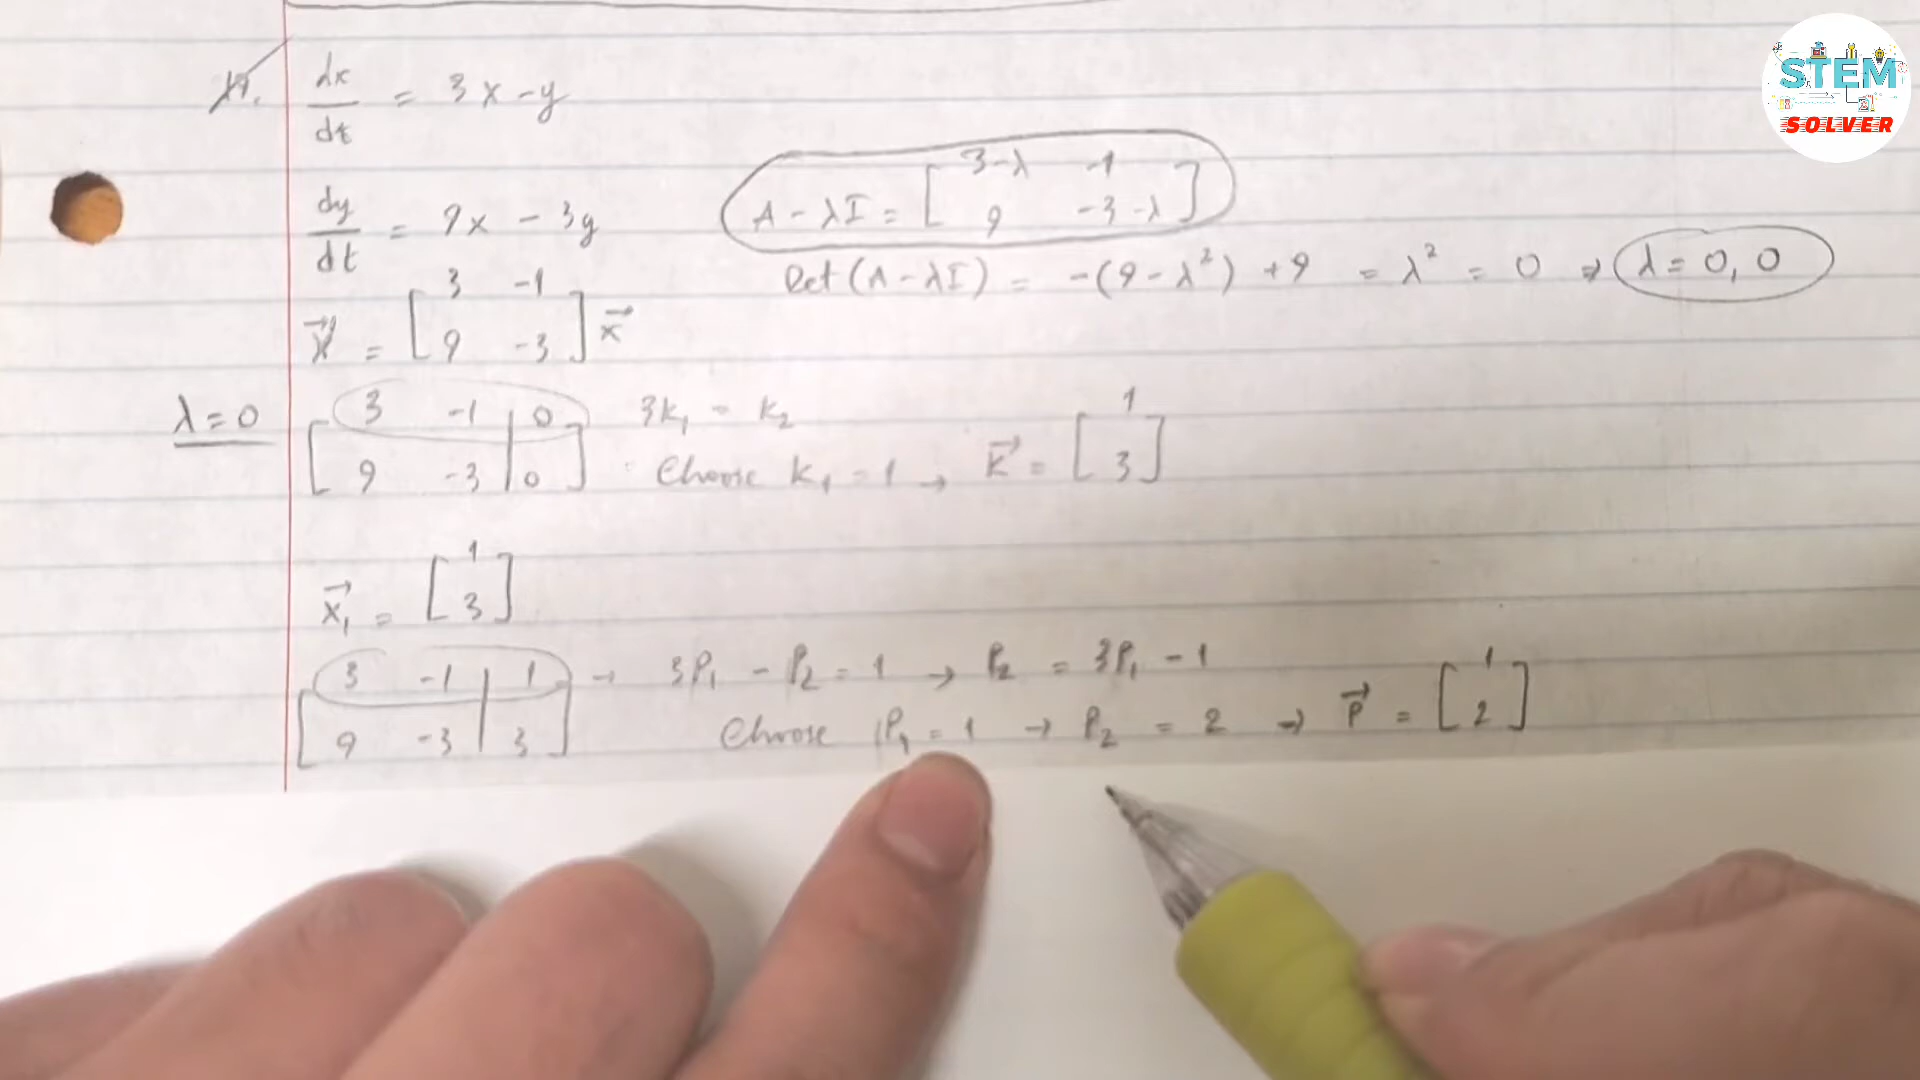 STEM
SOLVER
19. dx/dt = 3x - y
dy/dt = 9x - 3y
A - λI = [3-λ -1; 9 -3-λ]
Det(A - λI) = -(9 - λ²) + 9 = λ² = 0 ⇒ λ = 0, 0
X⃗' = [3 -1; 9 -3] x⃗
λ = 0 [3 -1 | 0; 9 -3 | 0] 3k₁ = k₂
Choose k₁ = 1 → K⃗ = [1; 3]
X⃗₁ = [1; 3]
[3 -1 | 1; 9 -3 | 3] → 3P₁ - P₂ = 1 → P₂ = 3P₁ - 1
Choose P₁ = 1 → P₂ = 2 → P⃗ = [1; 2]